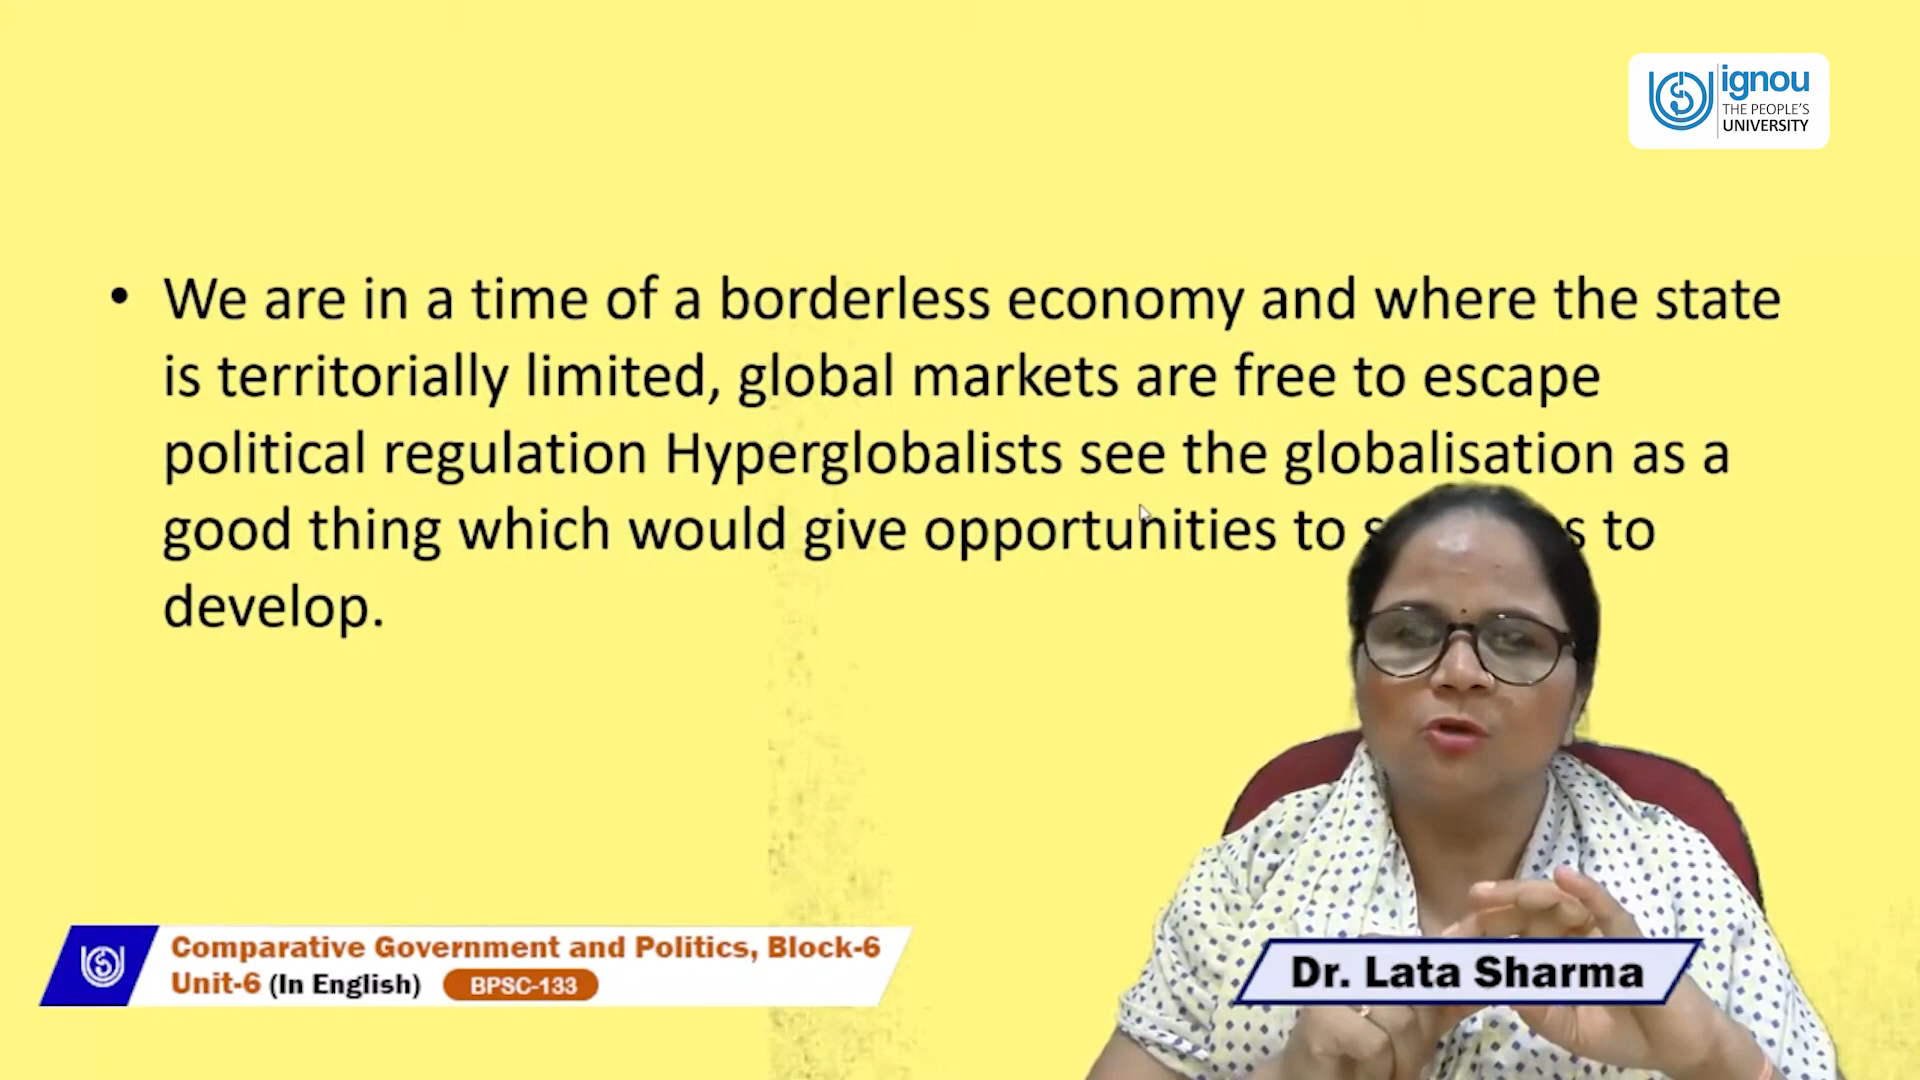 ignou
THE PEOPLE'S
UNIVERSITY
• We are in a time of a borderless economy and where the state
is territorially limited, global markets are free to escape
political regulation Hyperglobalists see the globalisation as a
good thing which would give opportunities to to
develop.
Comparative Government and Politics, Block-6
Unit-6 (In English) BPSC-133
Dr. Lata Sharma